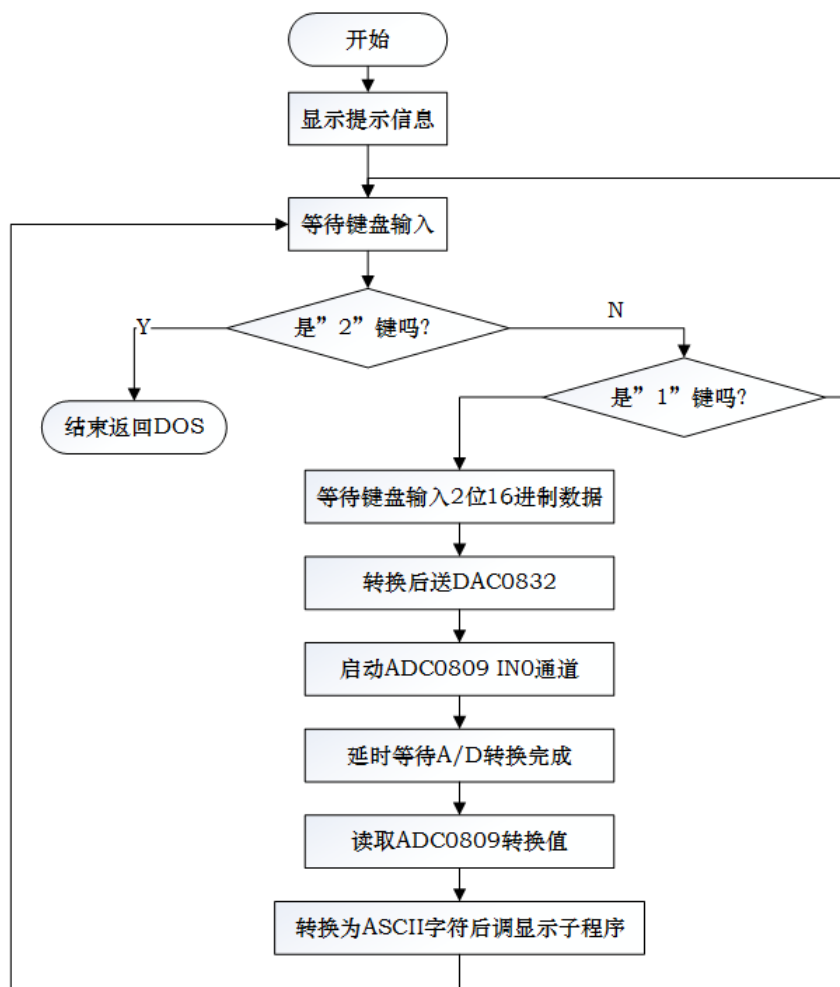 开始
显示提示信息
等待键盘输入
是”2”键吗?
Y
N
结束返回DOS
是”1”键吗?
等待键盘输入2位16进制数据
转换后送DAC0832
启动ADC0809 IN0通道
延时等待A/D转换完成
读取ADC0809转换值
转换为ASCII字符后调显示子程序